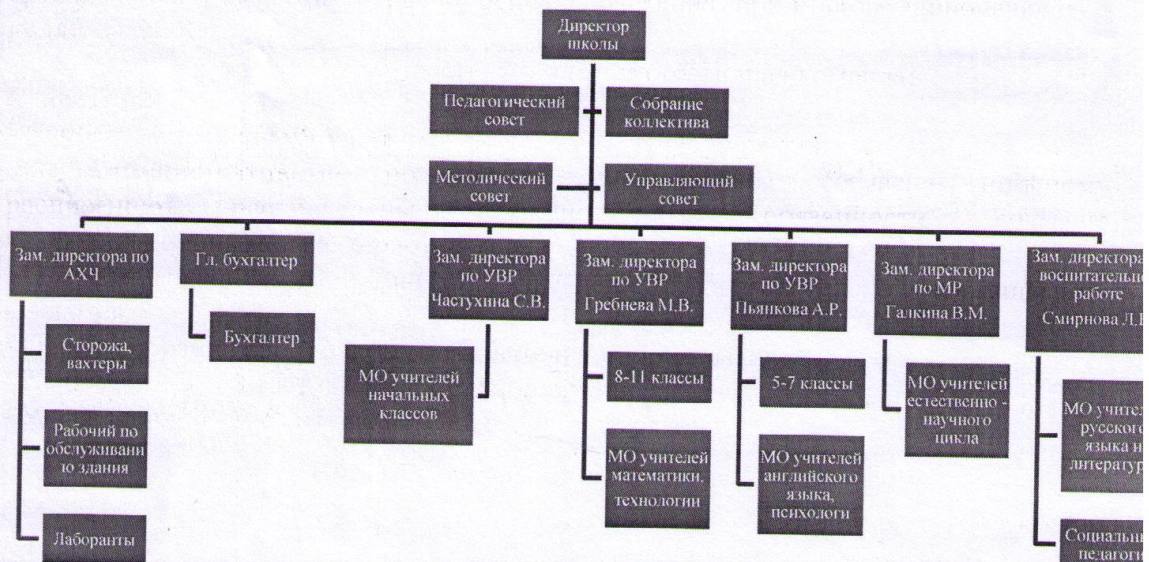 Директор
школы
Педагогический
совет
Собрание
коллектива
Методический
совет
Управляющий
совет
Зам. директора по
АХЧ
Гл. бухгалтер
Зам. директора
по УВР
Частухина С.В.
Зам. директора
по УВР
Гребнева М.В.
Зам. директора
по УВР
Пьянкова А.Р.
Зам. директора
по МР
Галкина В.М.
Зам. директора
воспитательно
работе
Смирнова Л.
Сторожа,
вахтеры
Рабочий по
обслуживани
ю здания
Лаборанты
Бухгалтер
МО учителей
начальных
классов
8-11 классы
МО учителей
математики,
технологии
5-7 классы
МО учителей
английского
языка,
психологи
МО учителей
естественно -
научного
цикла
МО учител
русского
языка и
литератур
Социальн
педагоги